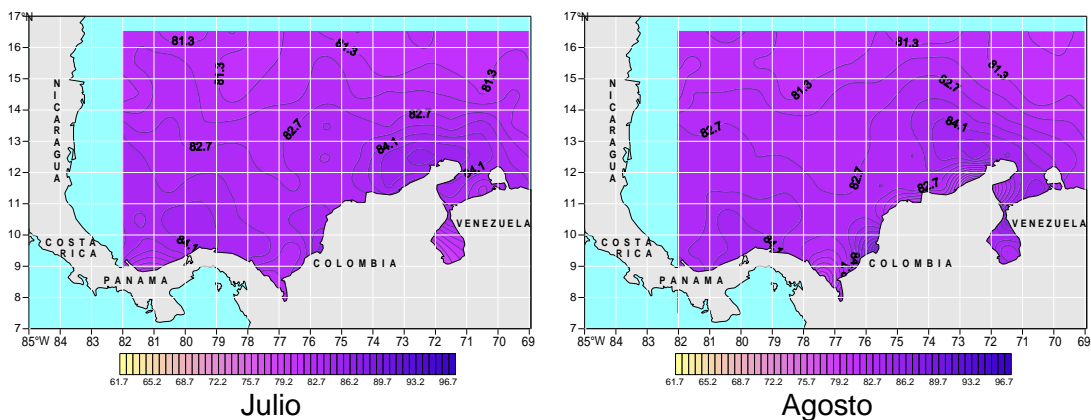 17°N
16
15
14
13
12
11
10
9
8
7
85°W 84 83 82 81 80 79 78 77 76 75 74 73 72 71 70 69
NICARAGUA
COSTA
RICA
PANAMA
COLOMBIA
VENEZUELA
81.3
81.3
81.3
81.3
82.7
82.7
82.7
84.1
84.1
61.7 65.2 68.7 72.2 75.7 79.2 82.7 86.2 89.7 93.2 96.7
Julio
17°N
16
15
14
13
12
11
10
9
8
7
85°W 84 83 82 81 80 79 78 77 76 75 74 73 72 71 70 69
NICARAGUA
COSTA
RICA
PANAMA
COLOMBIA
VENEZUELA
81.3
81.3
81.3
82.7
82.7
84.1
82.7
82.7
61.7 65.2 68.7 72.2 75.7 79.2 82.7 86.2 89.7 93.2 96.7
Agosto